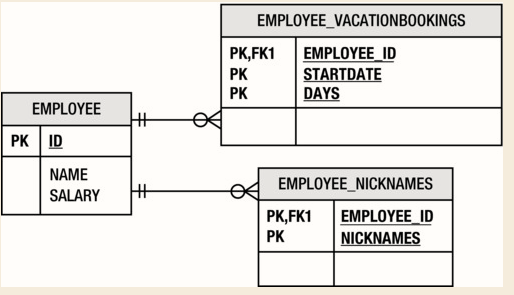 EMPLOYEE_VACATIONBOOKINGS
PK,FK1 EMPLOYEE_ID
PK STARTDATE
PK DAYS
EMPLOYEE
PK ID
NAME
SALARY
EMPLOYEE_NICKNAMES
PK,FK1 EMPLOYEE_ID
PK NICKNAMES